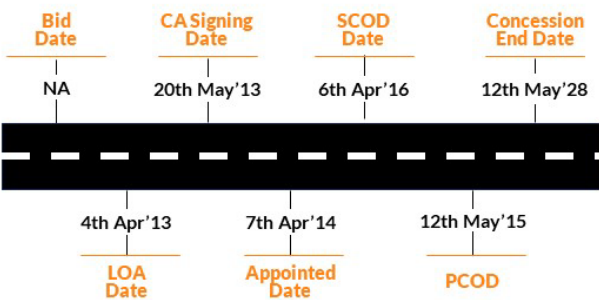 Bid
Date
CA Signing
Date
SCOD
Date
Concession
End Date
NA
20th May’13
6th Apr’16
12th May’28
4th Apr’13
7th Apr’14
12th May’15
LOA
Date
Appointed
Date
PCOD